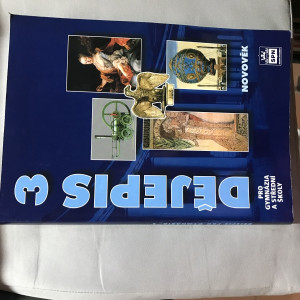 DĚJEPIS 3
PRO
GYMNÁZIA
A STŘEDNÍ
ŠKOLY
NOVOVĚK
SPN